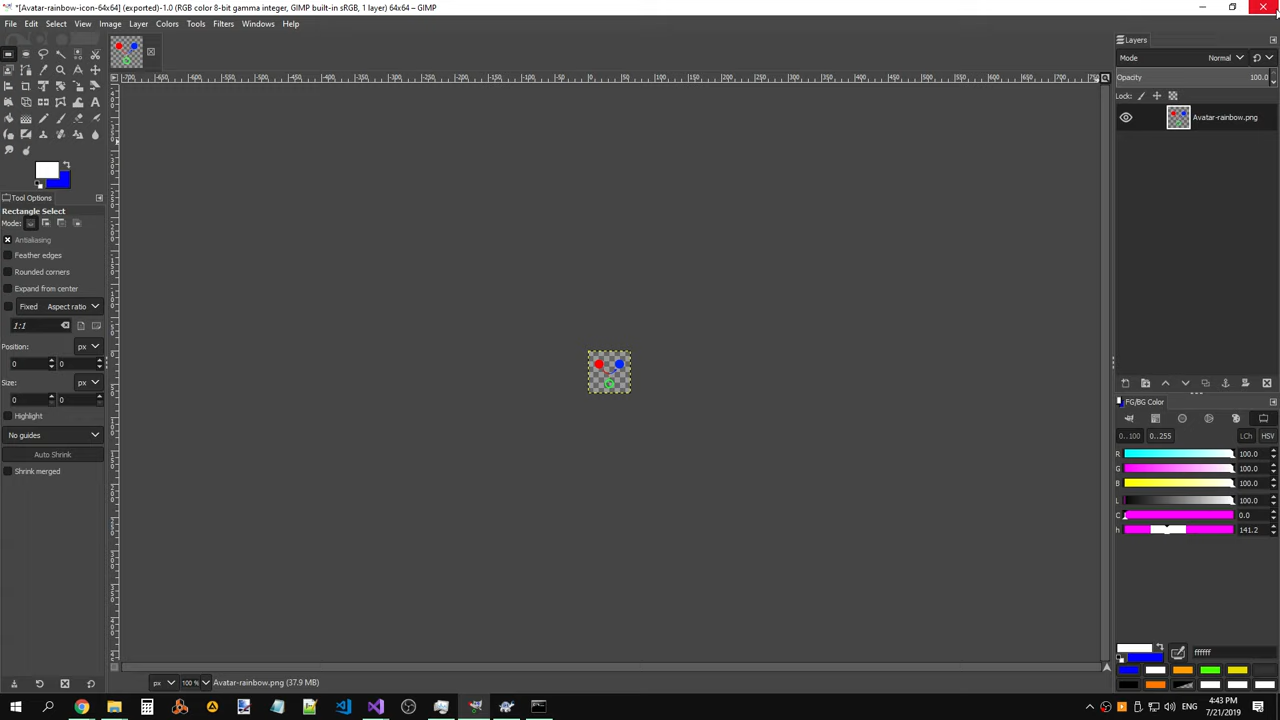 *[Avatar-rainbow-icon-64x64] (exported)-1.0 (RGB color 8-bit gamma integer, GIMP built-in sRGB, 1 layer) 64x64 – GIMP
File Edit Select View Image Layer Colors Tools Filters Windows Help
Layers
Mode Normal
Opacity 100.0
Lock:
Avatar-rainbow.png
Tool Options
Rectangle Select
Mode:
Antialiasing
Feather edges
Rounded corners
Expand from center
Fixed Aspect ratio
1:1
Position: px
0 0
Size: px
0 0
Highlight
No guides
Auto Shrink
Shrink merged
FG/BG Color
0..100 0..255 LCh HSV
R 100.0
G 100.0
B 100.0
L 100.0
C 0.0
h 141.2
ffffff
px 100 % Avatar-rainbow.png (37.9 MB)
4:43 PM
7/21/2019